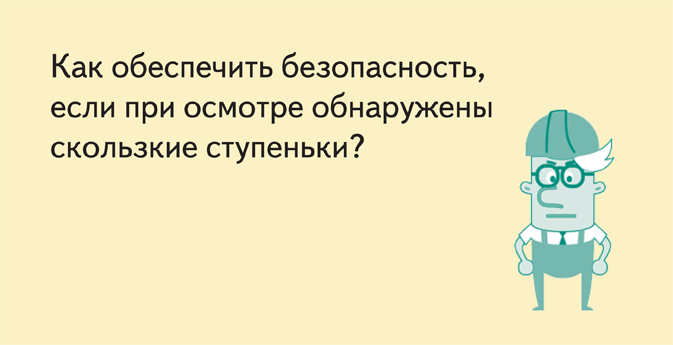 Как обеспечить безопасность,
если при осмотре обнаружены
скользкие ступеньки?